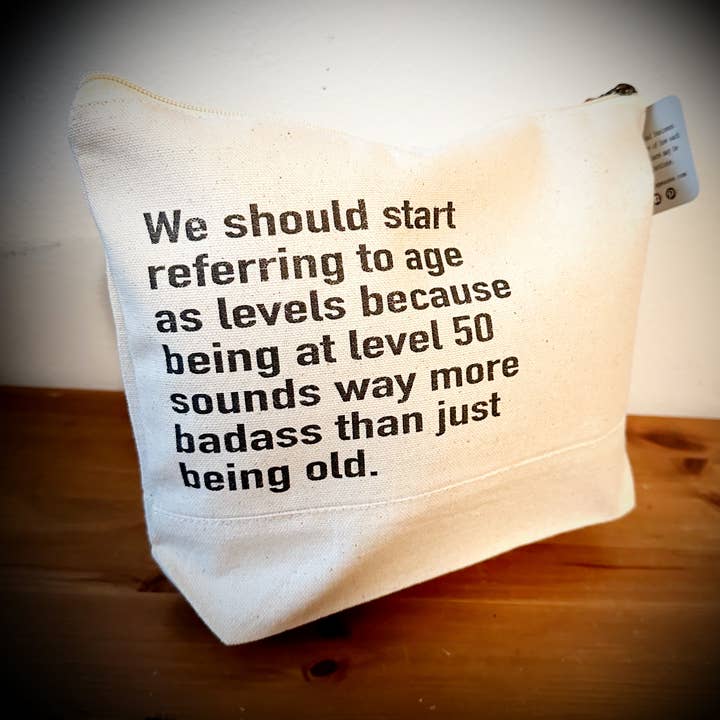 We should start
referring to age
as levels because
being at level 50
sounds way more
badass than just
being old.